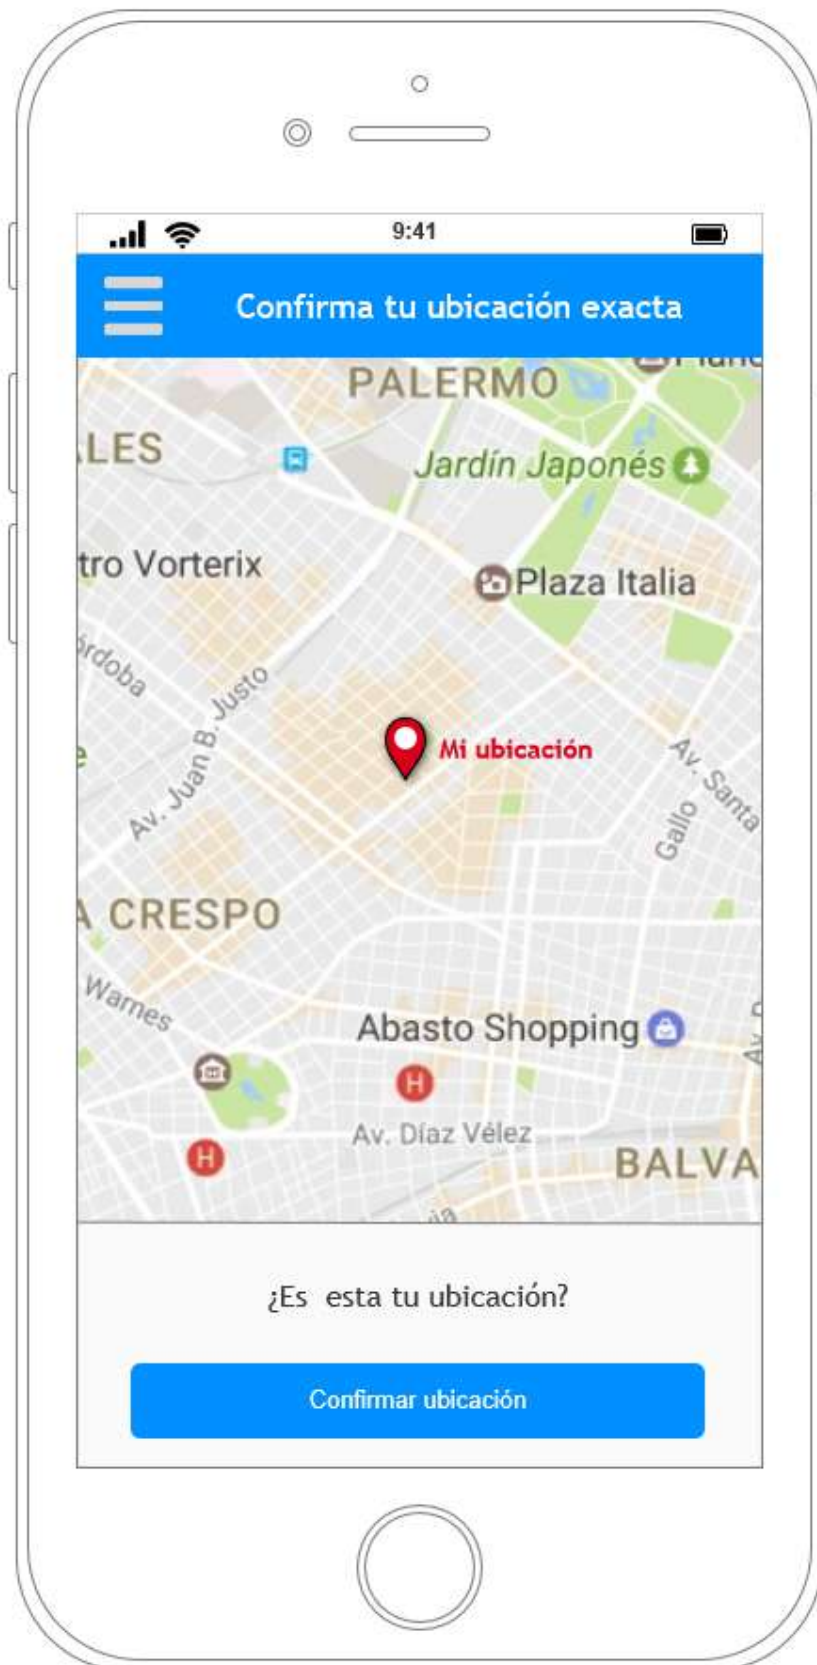 9:41
Confirma tu ubicación exacta
PALERMO
LES
Jardín Japonés
tro Vorterix
Plaza Italia
órdoba
Av. Juan B. Justo
Mi ubicación
Av. Santa
Gallo
A CRESPO
Warnes
Abasto Shopping
H
Av. Díaz Vélez
H
BALVA
¿Es  esta tu ubicación?
Confirmar ubicación